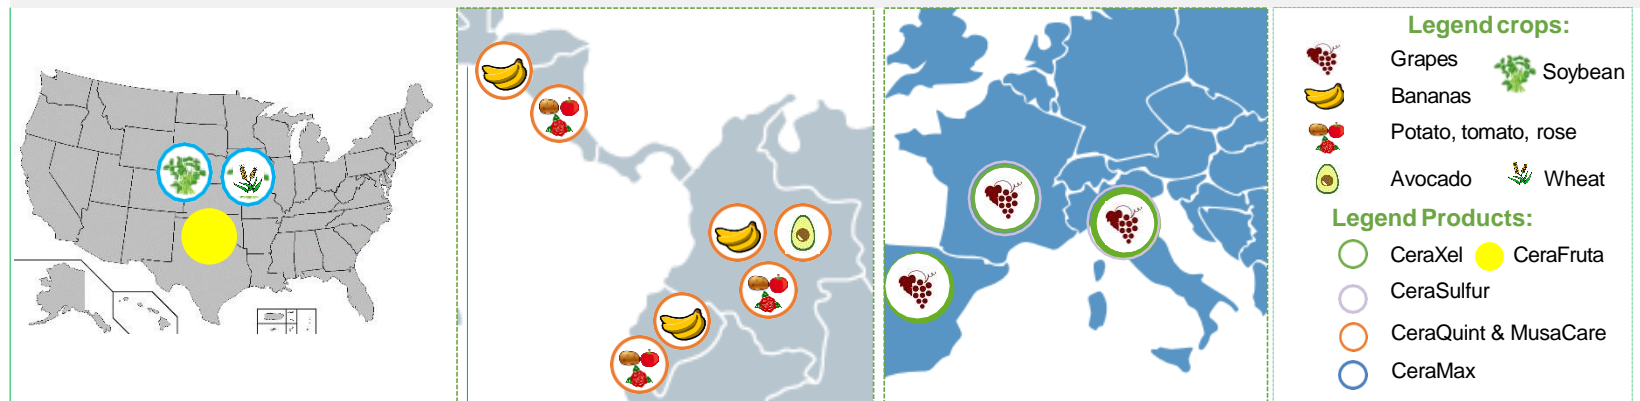 Legend crops:
Grapes
Soybean
Bananas
Potato, tomato, rose
Avocado
Wheat
Legend Products:
CeraXel
CeraFruta
CeraSulfur
CeraQuint & MusaCare
CeraMax